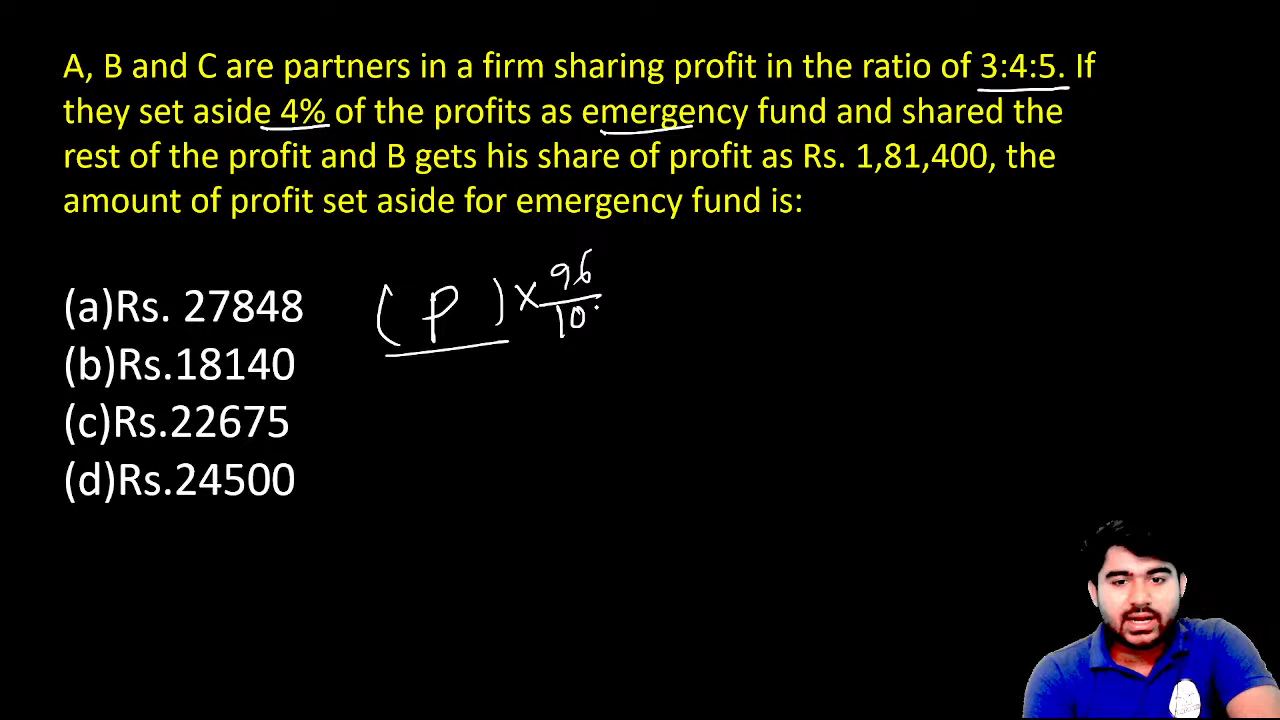 A, B and C are partners in a firm sharing profit in the ratio of 3:4:5. If
they set aside 4% of the profits as emergency fund and shared the
rest of the profit and B gets his share of profit as Rs. 1,81,400, the
amount of profit set aside for emergency fund is:
(a)Rs. 27848
(b)Rs.18140
(c)Rs.22675
(d)Rs.24500
( P ) × 96/10